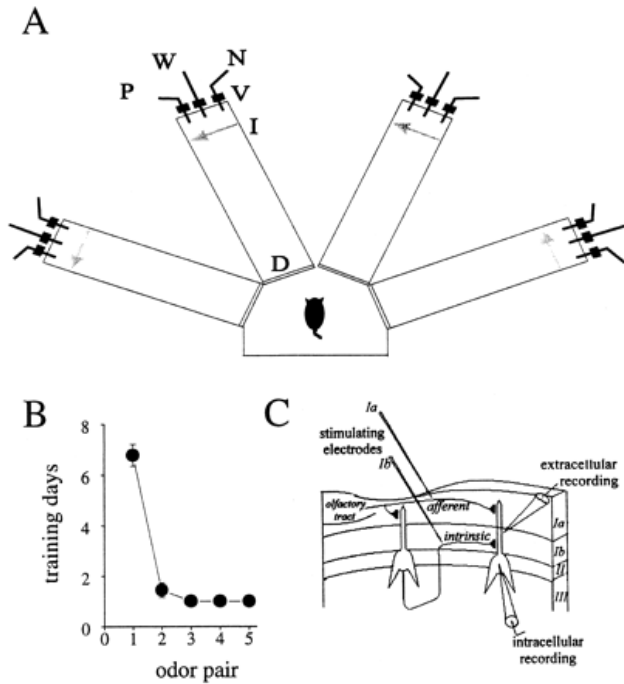 A
W
N
P
V
I
D
B
training days
8
6
4
2
0
0 1 2 3 4 5
odor pair
C
Ia
stimulating
electrodes
Ib
extracellular
recording
olfactory
tract
afferent
intrinsic
Ia
Ib
II
III
intracellular
recording